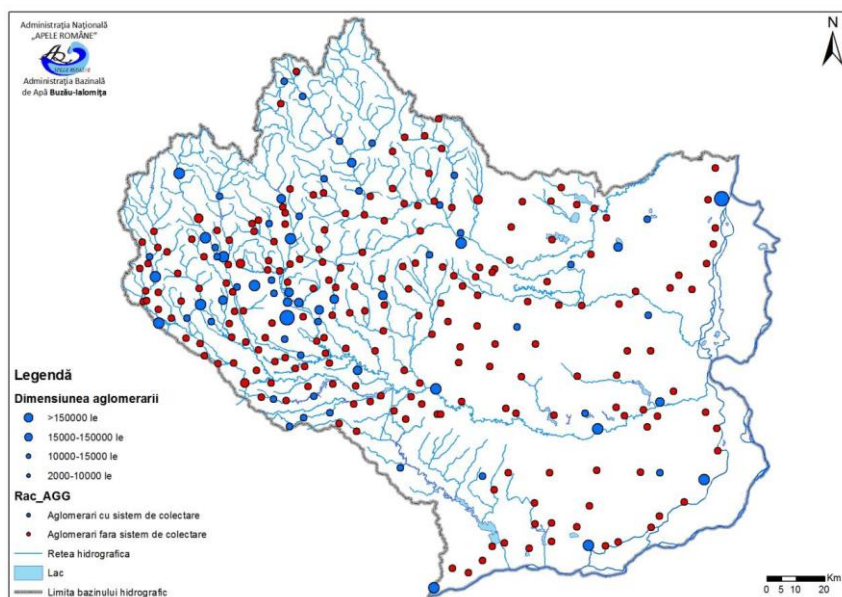 Administrația Națională
„APELE ROMÂNE”
APELE ROMÂNE
Administrația Bazinală
de Apă Buzău-Ialomița
N
Legendă
Dimensiunea aglomerarii
>150000 le
15000-150000 le
10000-15000 le
2000-10000 le
Rac_AGG
Aglomerari cu sistem de colectare
Aglomerari fara sistem de colectare
Retea hidrografica
Lac
Limita bazinului hidrografic
Km
0 5 10 20